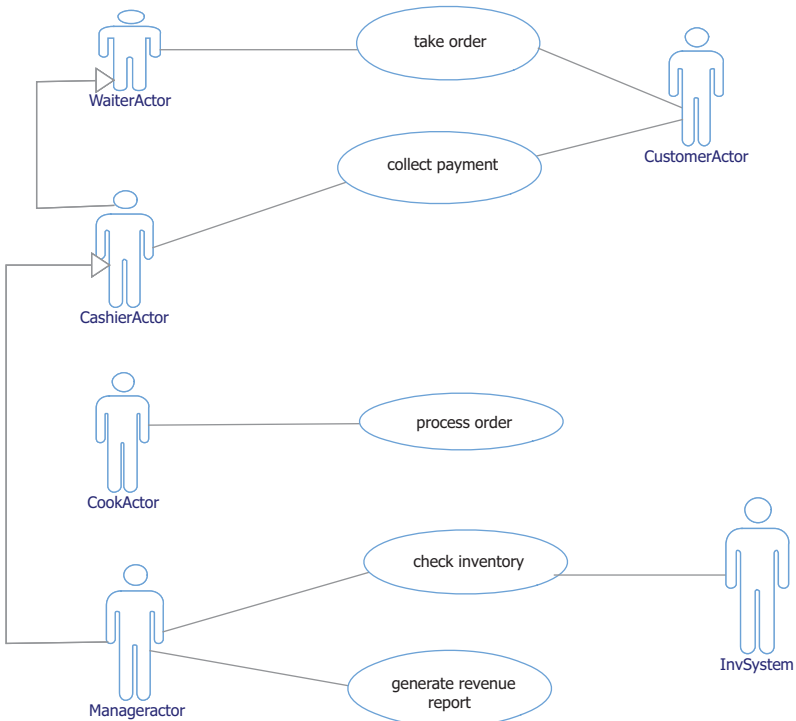 take order
WaiterActor
CustomerActor
collect payment
CashierActor
process order
CookActor
check inventory
InvSystem
generate revenue
report
Manageractor